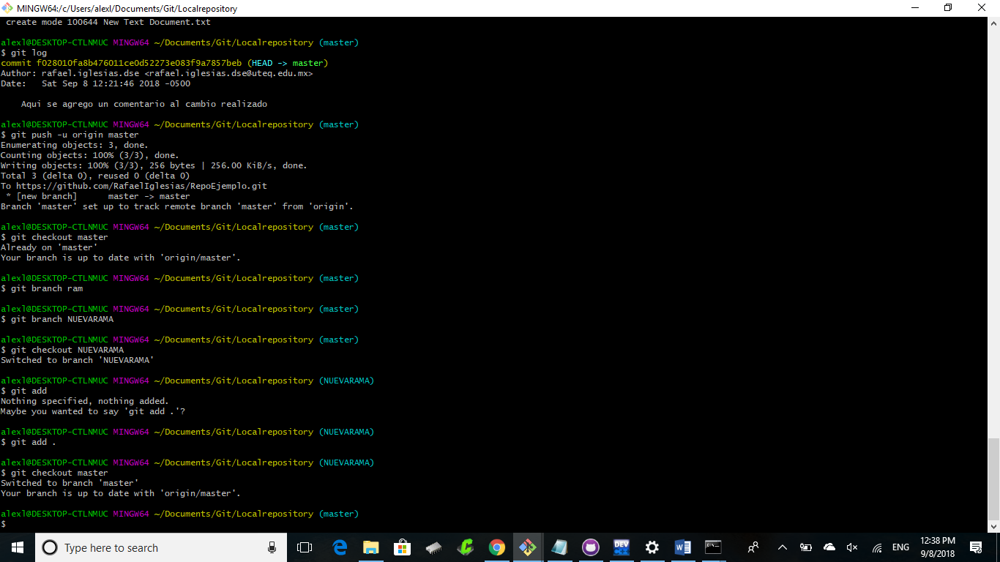 MINGW64:/c/Users/alexl/Documents/Git/Localrepository
create mode 100644 New Text Document.txt
alexl@DESKTOP-CTLNMUC MINGW64 ~/Documents/Git/Localrepository (master)
$ git log
commit f028010fa8b476011ce0d52273e083f9a7857beb (HEAD -> master)
Author: rafael.iglesias.dse <rafael.iglesias.dse@uteq.edu.mx>
Date:   Sat Sep 8 12:21:46 2018 -0500
Aqui se agrego un comentario al cambio realizado
alexl@DESKTOP-CTLNMUC MINGW64 ~/Documents/Git/Localrepository (master)
$ git push -u origin master
Enumerating objects: 3, done.
Counting objects: 100% (3/3), done.
Writing objects: 100% (3/3), 256 bytes | 256.00 KiB/s, done.
Total 3 (delta 0), reused 0 (delta 0)
To https://github.com/RafaelIglesias/RepoEjemplo.git
* [new branch]      master -> master
Branch 'master' set up to track remote branch 'master' from 'origin'.
alexl@DESKTOP-CTLNMUC MINGW64 ~/Documents/Git/Localrepository (master)
$ git checkout master
Already on 'master'
Your branch is up to date with 'origin/master'.
alexl@DESKTOP-CTLNMUC MINGW64 ~/Documents/Git/Localrepository (master)
$ git branch ram
alexl@DESKTOP-CTLNMUC MINGW64 ~/Documents/Git/Localrepository (master)
$ git branch NUEVARAMA
alexl@DESKTOP-CTLNMUC MINGW64 ~/Documents/Git/Localrepository (master)
$ git checkout NUEVARAMA
Switched to branch 'NUEVARAMA'
alexl@DESKTOP-CTLNMUC MINGW64 ~/Documents/Git/Localrepository (NUEVARAMA)
$ git add
Nothing specified, nothing added.
Maybe you wanted to say 'git add .'?
alexl@DESKTOP-CTLNMUC MINGW64 ~/Documents/Git/Localrepository (NUEVARAMA)
$ git add .
alexl@DESKTOP-CTLNMUC MINGW64 ~/Documents/Git/Localrepository (NUEVARAMA)
$ git checkout master
Switched to branch 'master'
Your branch is up to date with 'origin/master'.
alexl@DESKTOP-CTLNMUC MINGW64 ~/Documents/Git/Localrepository (master)
$
Type here to search
DEV
ENG
12:38 PM
9/8/2018